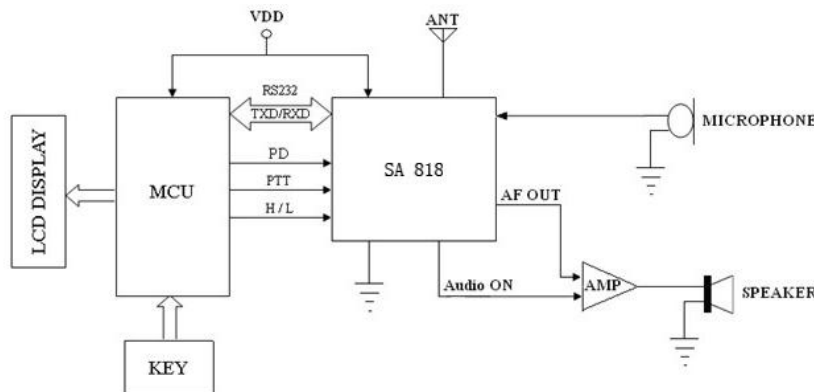 VDD
ANT
RS232
TXD/RXD
MICROPHONE
LCD DISPLAY
MCU
PD
PTT
H / L
SA 818
AF OUT
Audio ON
AMP
SPEAKER
KEY